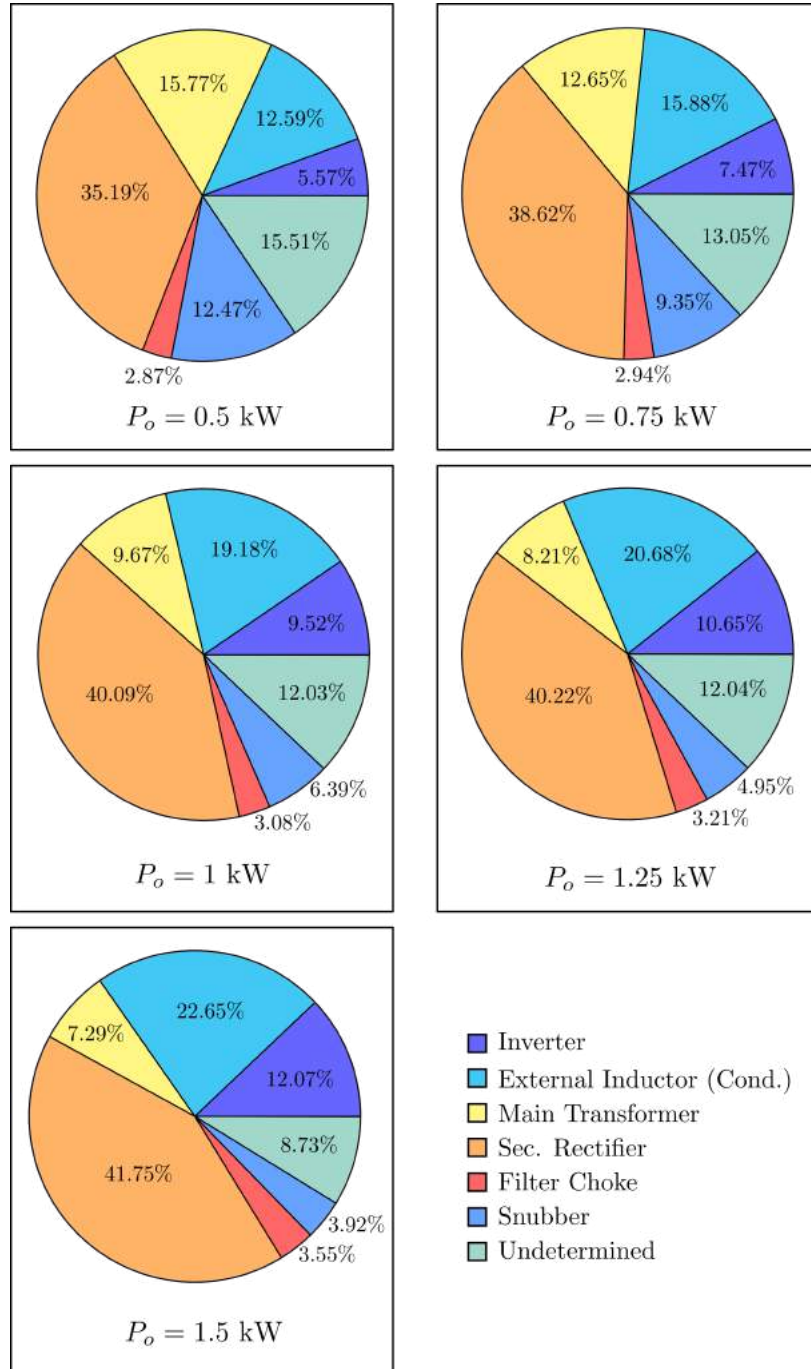 15.77%
12.59%
5.57%
35.19%
15.51%
12.47%
2.87%
P_o = 0.5 kW
12.65%
15.88%
7.47%
38.62%
13.05%
9.35%
2.94%
P_o = 0.75 kW
9.67%
19.18%
9.52%
40.09%
12.03%
6.39%
3.08%
P_o = 1 kW
8.21%
20.68%
10.65%
40.22%
12.04%
4.95%
3.21%
P_o = 1.25 kW
7.29%
22.65%
12.07%
41.75%
8.73%
3.92%
3.55%
P_o = 1.5 kW
Inverter
External Inductor (Cond.)
Main Transformer
Sec. Rectifier
Filter Choke
Snubber
Undetermined